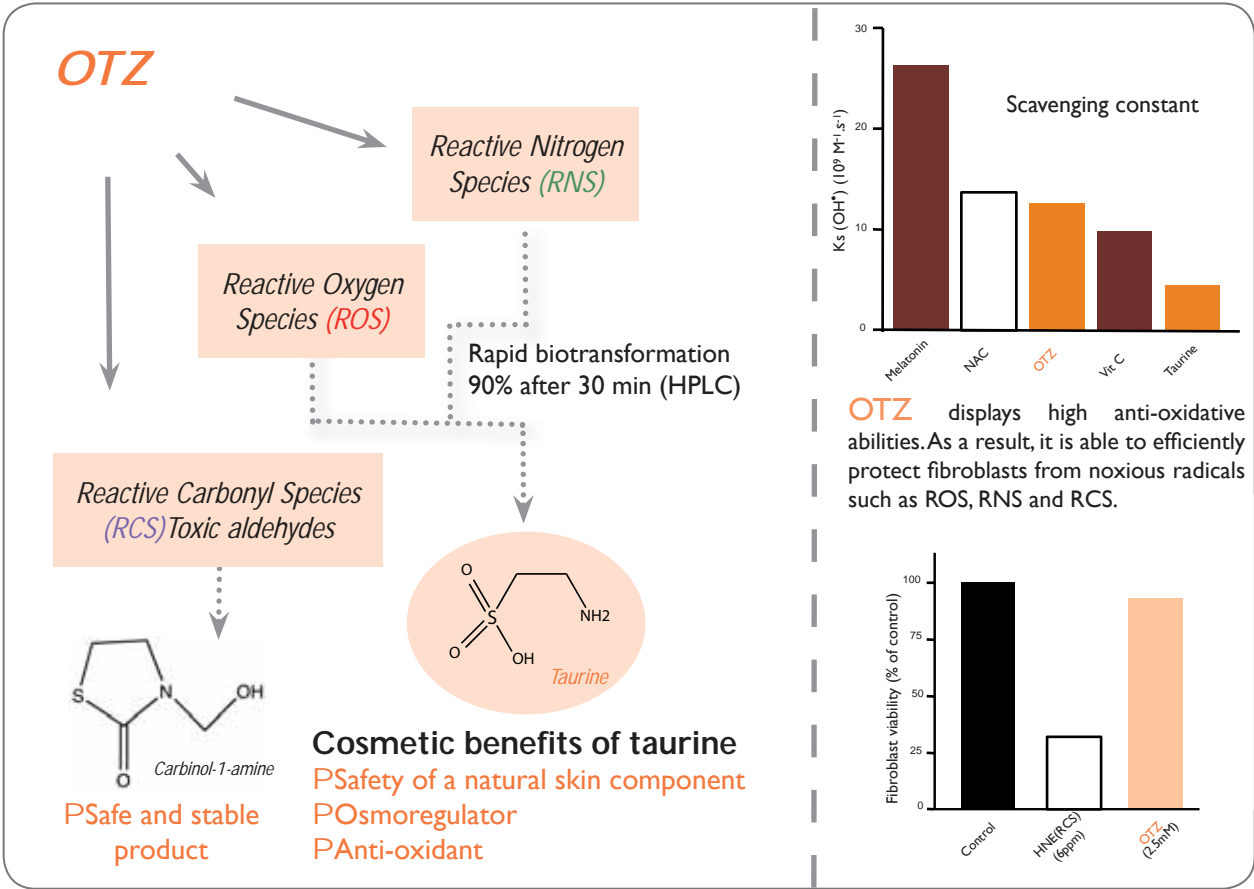 OTZ
Reactive Nitrogen
Species (RNS)
Reactive Oxygen
Species (ROS)
Rapid biotransformation
90% after 30 min (HPLC)
Reactive Carbonyl Species
(RCS)Toxic aldehydes
O
S
O
OH
NH2
Taurine
S
N
OH
O
Carbinol-1-amine
PSafe and stable
product
Cosmetic benefits of taurine
PSafety of a natural skin component
POsmoregulator
PAnti-oxidant
Scavenging constant
Ks (OH•) (10⁹ M⁻¹.s⁻¹)
30
20
10
0
Melatonin
NAC
OTZ
Vit C
Taurine
OTZ displays high anti-oxidative
abilities. As a result, it is able to efficiently
protect fibroblasts from noxious radicals
such as ROS, RNS and RCS.
Fibroblast viability (% of control)
100
75
50
25
0
Control
HNE(RCS)
(6ppm)
OTZ
(2.5mM)